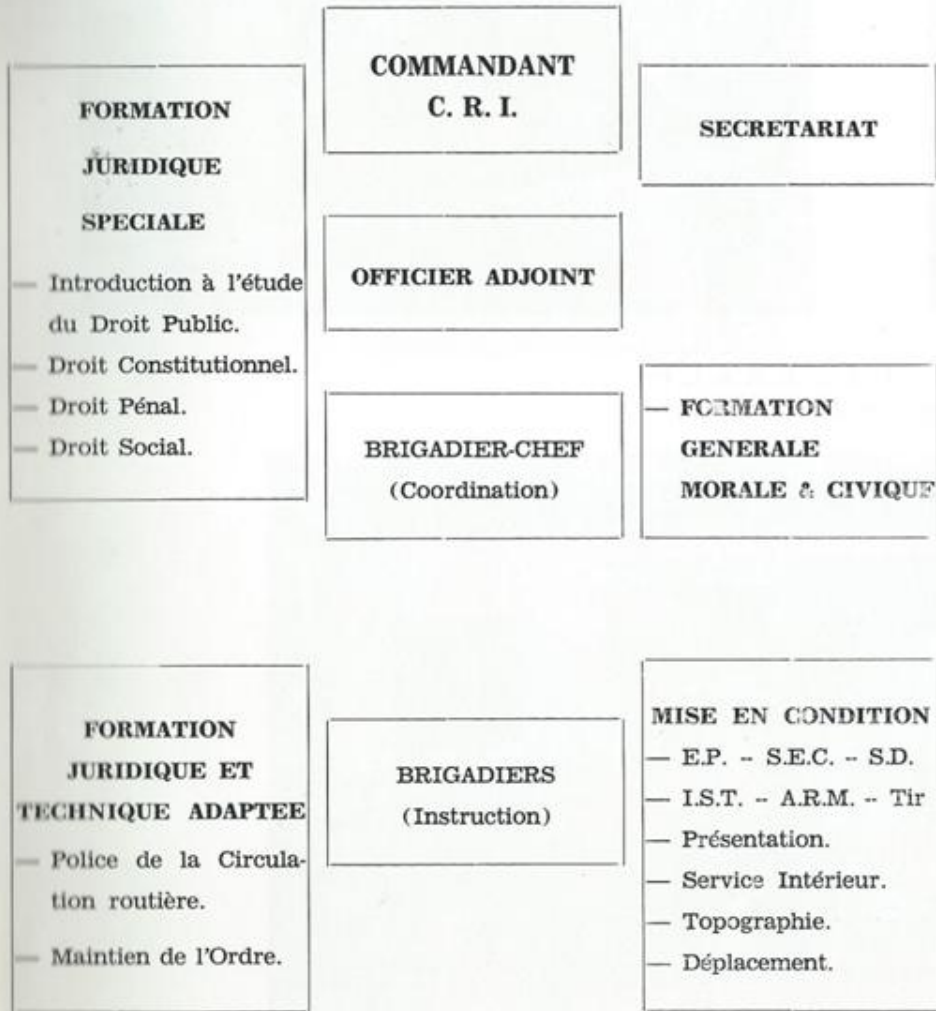 COMMANDANT
C. R. I.
FORMATION
JURIDIQUE
SPECIALE
— Introduction à l'étude
du Droit Public.
— Droit Constitutionnel.
— Droit Pénal.
— Droit Social.
SECRETARIAT
OFFICIER ADJOINT
BRIGADIER-CHEF
(Coordination)
— FORMATION
GENERALE
MORALE & CIVIQUE
FORMATION
JURIDIQUE ET
TECHNIQUE ADAPTEE
— Police de la Circula-
tion routière.
— Maintien de l'Ordre.
BRIGADIERS
(Instruction)
MISE EN CONDITION
— E.P. -- S.E.C. -- S.D.
— I.S.T. -- A.R.M. -- Tir
— Présentation.
— Service Intérieur.
— Topographie.
— Déplacement.